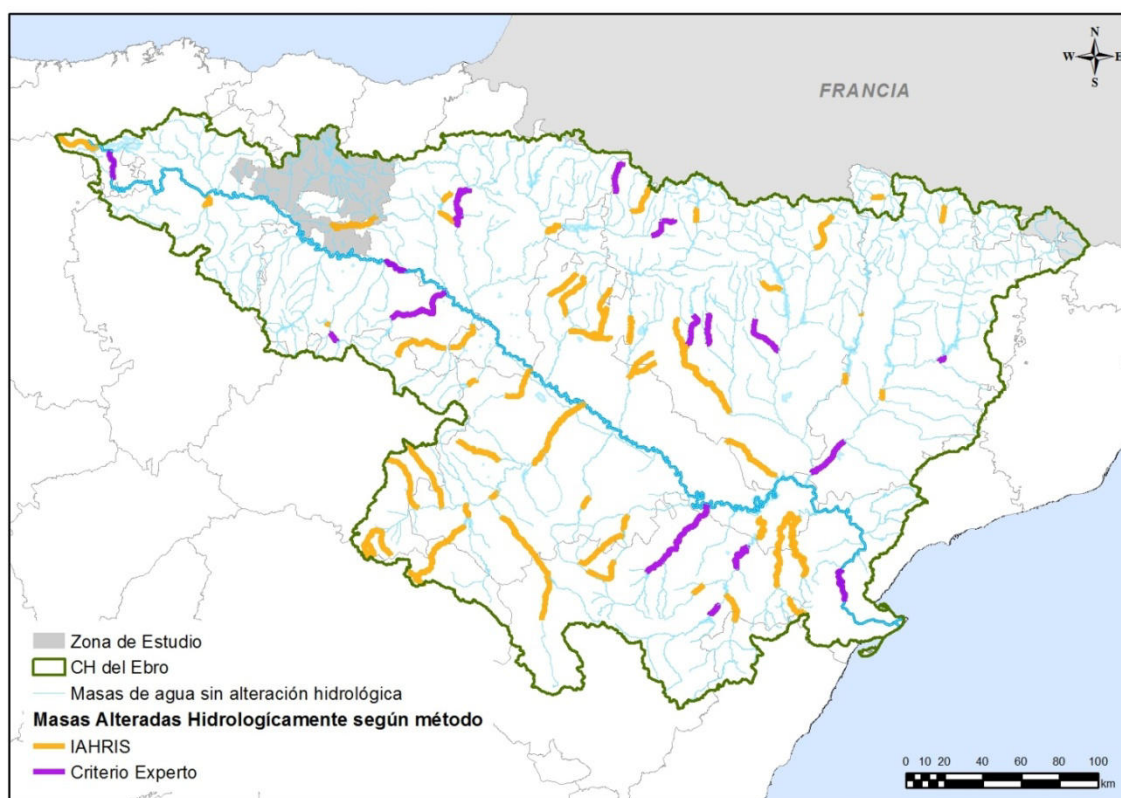 N
W E
S
FRANCIA
Zona de Estudio
CH del Ebro
Masas de agua sin alteración hidrológica
Masas Alteradas Hidrologícamente según método
IAHRIS
Criterio Experto
0 10 20 40 60 80 100
km